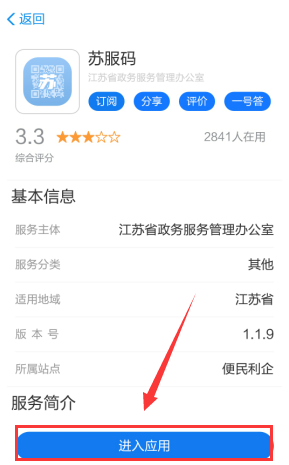 返回
苏服码
江苏省政务服务管理办公室
苏
订阅 分享 评价 一号答
3.3 2841人在用
综合评分
基本信息
服务主体 江苏省政务服务管理办公室
服务分类 其他
适用地域 江苏省
版 本 号 1.1.9
所属站点 便民利企
服务简介
进入应用